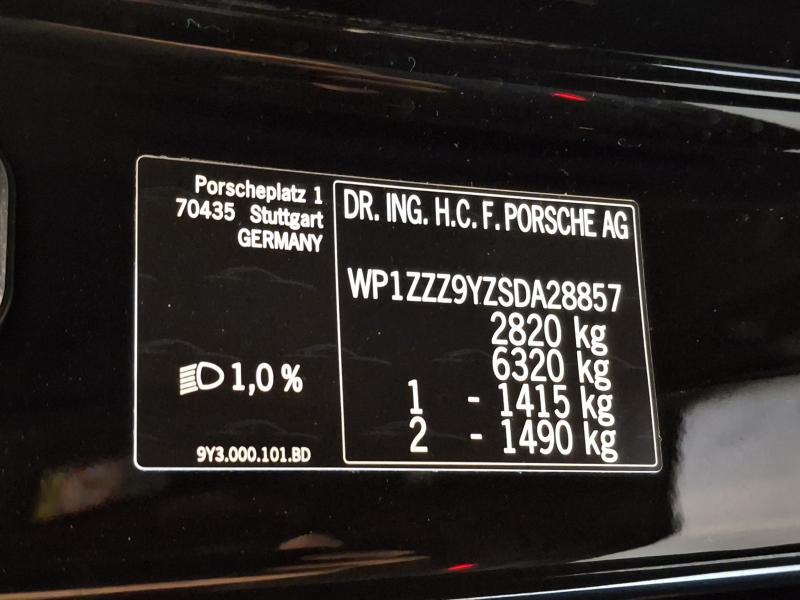 Porscheplatz 1
70435 Stuttgart
GERMANY
1,0 %
9Y3.000.101.BD
DR. ING. H.C. F. PORSCHE AG
WP1ZZZ9YZSDA28857
2820 kg
6320 kg
1 - 1415 kg
2 - 1490 kg